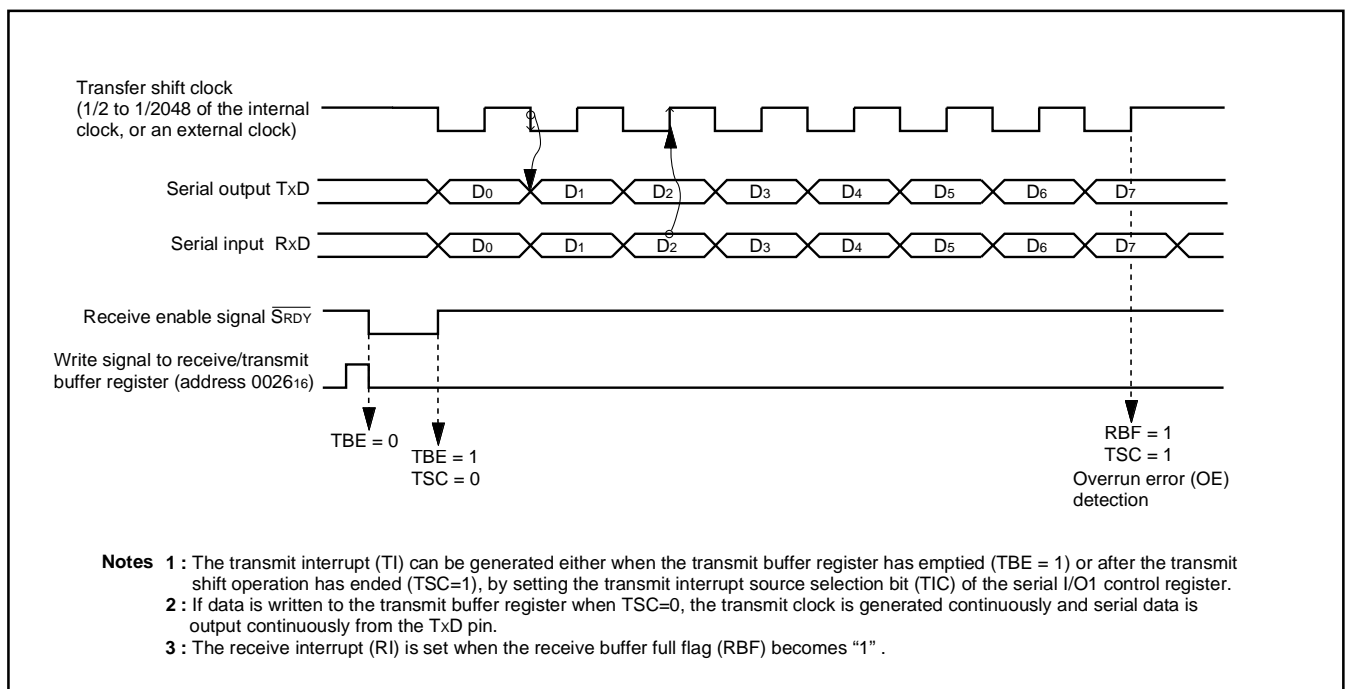 Transfer shift clock
(1/2 to 1/2048 of the internal
clock, or an external clock)
Serial output TxD
D0 D1 D2 D3 D4 D5 D6 D7
Serial input RxD
D0 D1 D2 D3 D4 D5 D6 D7
Receive enable signal SRDY
Write signal to receive/transmit
buffer register (address 002616)
TBE = 0
TBE = 1
TSC = 0
RBF = 1
TSC = 1
Overrun error (OE)
detection
Notes 1 : The transmit interrupt (TI) can be generated either when the transmit buffer register has emptied (TBE = 1) or after the transmit
shift operation has ended (TSC=1), by setting the transmit interrupt source selection bit (TIC) of the serial I/O1 control register.
2 : If data is written to the transmit buffer register when TSC=0, the transmit clock is generated continuously and serial data is
output continuously from the TxD pin.
3 : The receive interrupt (RI) is set when the receive buffer full flag (RBF) becomes “1” .